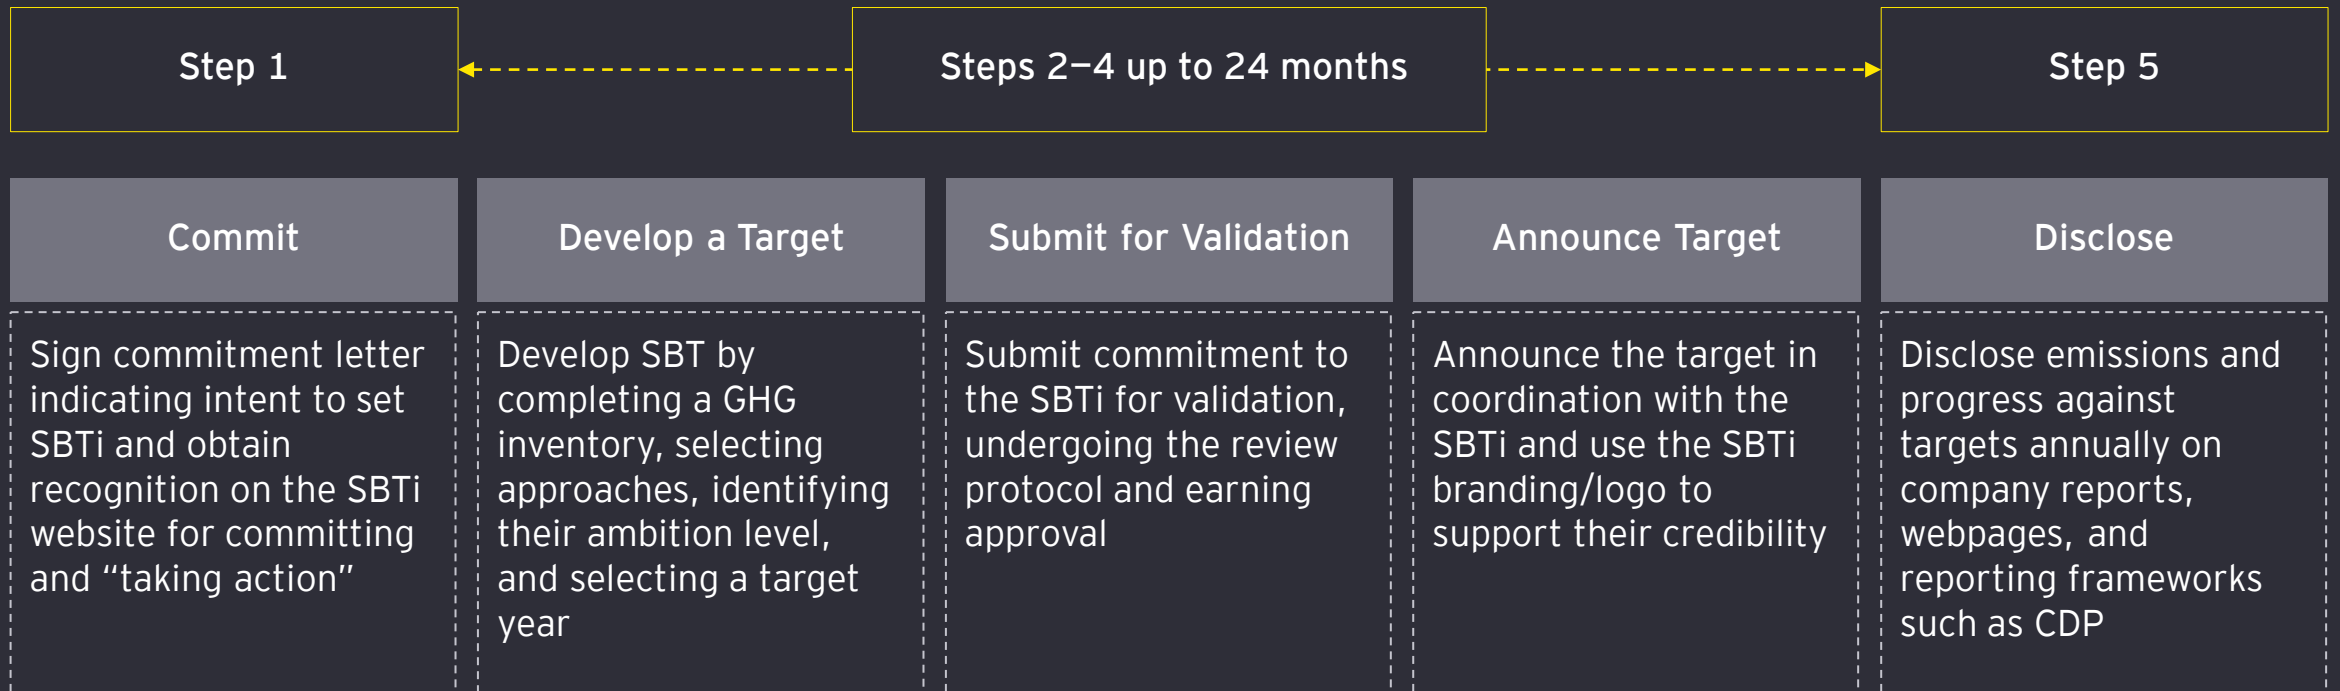 Step 1
Steps 2–4 up to 24 months
Step 5
Commit
Develop a Target
Submit for Validation
Announce Target
Disclose
Sign commitment letter
indicating intent to set
SBTi and obtain
recognition on the SBTi
website for committing
and “taking action”
Develop SBT by
completing a GHG
inventory, selecting
approaches, identifying
their ambition level,
and selecting a target
year
Submit commitment to
the SBTi for validation,
undergoing the review
protocol and earning
approval
Announce the target in
coordination with the
SBTi and use the SBTi
branding/logo to
support their credibility
Disclose emissions and
progress against
targets annually on
company reports,
webpages, and
reporting frameworks
such as CDP